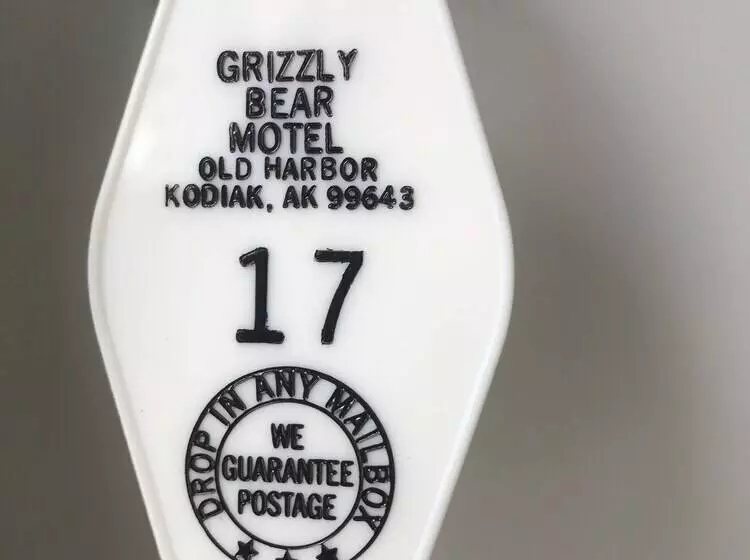 GRIZZLY
BEAR
MOTEL
OLD HARBOR
KODIAK, AK 99643
17
DROP IN ANY MAILBOX
WE
GUARANTEE
POSTAGE